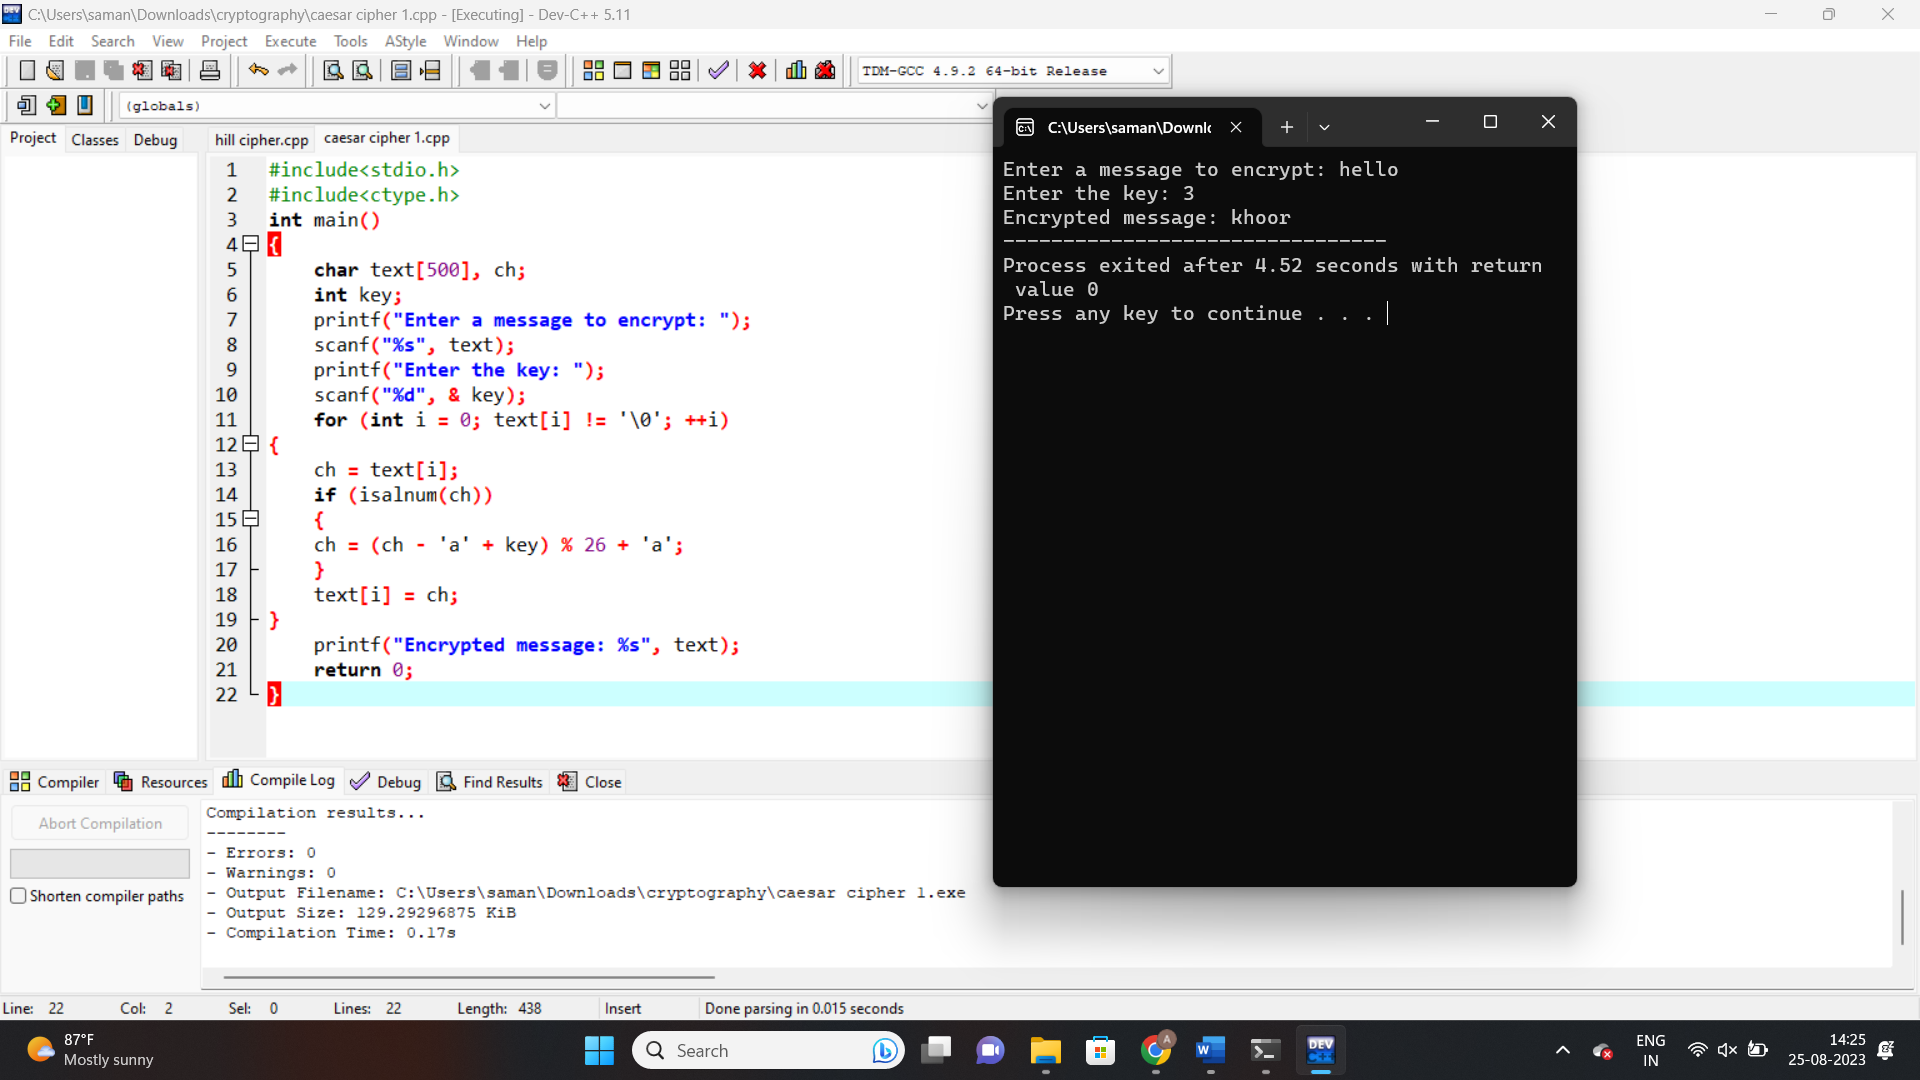 C:\Users\saman\Downloads\cryptography\caesar cipher 1.cpp - [Executing] - Dev-C++ 5.11
File Edit Search View Project Execute Tools AStyle Window Help
TDM-GCC 4.9.2 64-bit Release
(globals)
Project Classes Debug
hill cipher.cpp caesar cipher 1.cpp
1 #include<stdio.h>
2 #include<ctype.h>
3 int main()
4 {
5 char text[500], ch;
6 int key;
7 printf("Enter a message to encrypt: ");
8 scanf("%s", text);
9 printf("Enter the key: ");
10 scanf("%d", & key);
11 for (int i = 0; text[i] != '\0'; ++i)
12 {
13 ch = text[i];
14 if (isalnum(ch))
15 {
16 ch = (ch - 'a' + key) % 26 + 'a';
17 }
18 text[i] = ch;
19 }
20 printf("Encrypted message: %s", text);
21 return 0;
22 }
C:\Users\saman\Downlo
Enter a message to encrypt: hello
Enter the key: 3
Encrypted message: khoor
--------------------------------
Process exited after 4.52 seconds with return
value 0
Press any key to continue . . .
Compiler Resources Compile Log Debug Find Results Close
Abort Compilation
Shorten compiler paths
Compilation results...
--------
- Errors: 0
- Warnings: 0
- Output Filename: C:\Users\saman\Downloads\cryptography\caesar cipher 1.exe
- Output Size: 129.29296875 KiB
- Compilation Time: 0.17s
Line: 22 Col: 2 Sel: 0 Lines: 22 Length: 438 Insert Done parsing in 0.015 seconds
87°F
Mostly sunny
Search
A
DEV
ENG
IN
14:25
25-08-2023